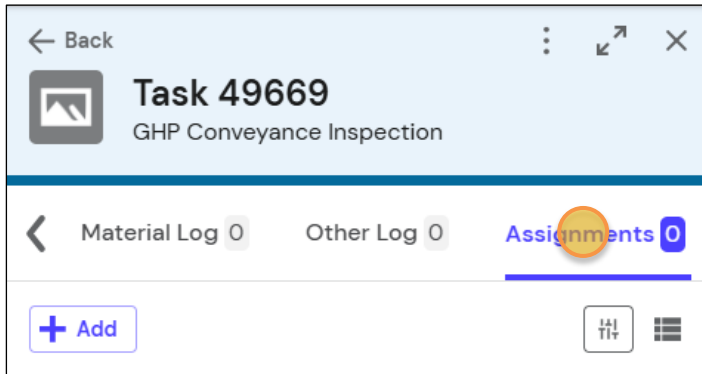 Back
Task 49669
GHP Conveyance Inspection
Material Log 0 Other Log 0 Assignments 0
Add